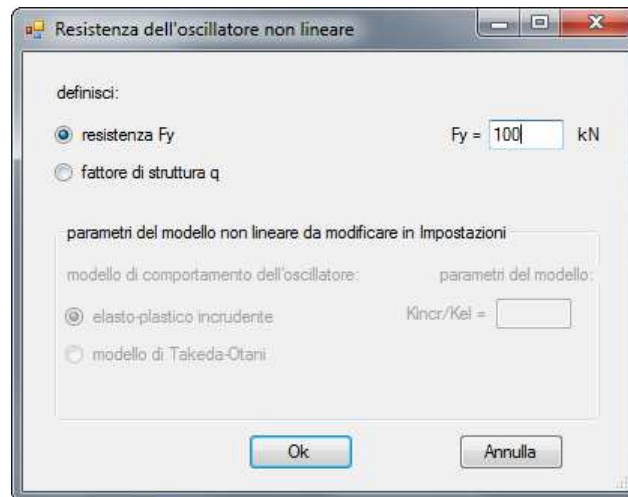 Resistenza dell'oscillatore non lineare
definisci:
resistenza Fy Fy = 100 kN
fattore di struttura q
parametri del modello non lineare da modificare in Impostazioni
modello di comportamento dell'oscillatore: parametri del modello:
elasto-plastico incrudente Kincr/Kel =
modello di Takeda-Otani
Ok Annulla